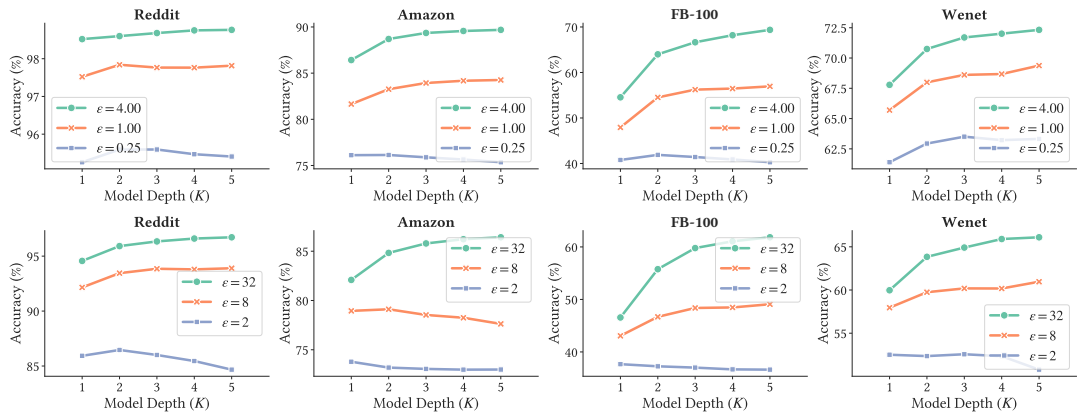 Reddit
Accuracy (%)
98
97
96
ε = 4.00
ε = 1.00
ε = 0.25
1 2 3 4 5
Model Depth (K)
Amazon
Accuracy (%)
90
85
80
75
ε = 4.00
ε = 1.00
ε = 0.25
1 2 3 4 5
Model Depth (K)
FB-100
Accuracy (%)
70
60
50
40
ε = 4.00
ε = 1.00
ε = 0.25
1 2 3 4 5
Model Depth (K)
Wenet
Accuracy (%)
72.5
70.0
67.5
65.0
62.5
ε = 4.00
ε = 1.00
ε = 0.25
1 2 3 4 5
Model Depth (K)
Reddit
Accuracy (%)
95
90
85
ε = 32
ε = 8
ε = 2
1 2 3 4 5
Model Depth (K)
Amazon
Accuracy (%)
85
80
75
ε = 32
ε = 8
ε = 2
1 2 3 4 5
Model Depth (K)
FB-100
Accuracy (%)
60
50
40
ε = 32
ε = 8
ε = 2
1 2 3 4 5
Model Depth (K)
Wenet
Accuracy (%)
65
60
55
ε = 32
ε = 8
ε = 2
1 2 3 4 5
Model Depth (K)